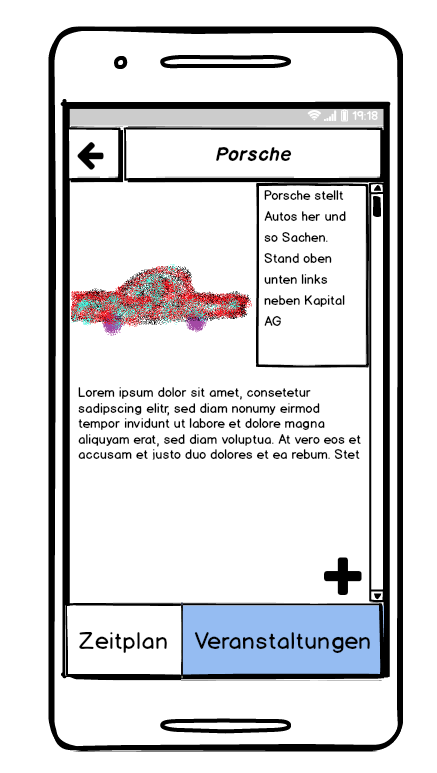 19:18
Porsche
Porsche stellt
Autos her und
so Sachen.
Stand oben
unten links
neben Kapital
AG
Lorem ipsum dolor sit amet, consetetur
sadipscing elitr, sed diam nonumy eirmod
tempor invidunt ut labore et dolore magna
aliquyam erat, sed diam voluptua. At vero eos et
accusam et justo duo dolores et ea rebum. Stet
Zeitplan
Veranstaltungen